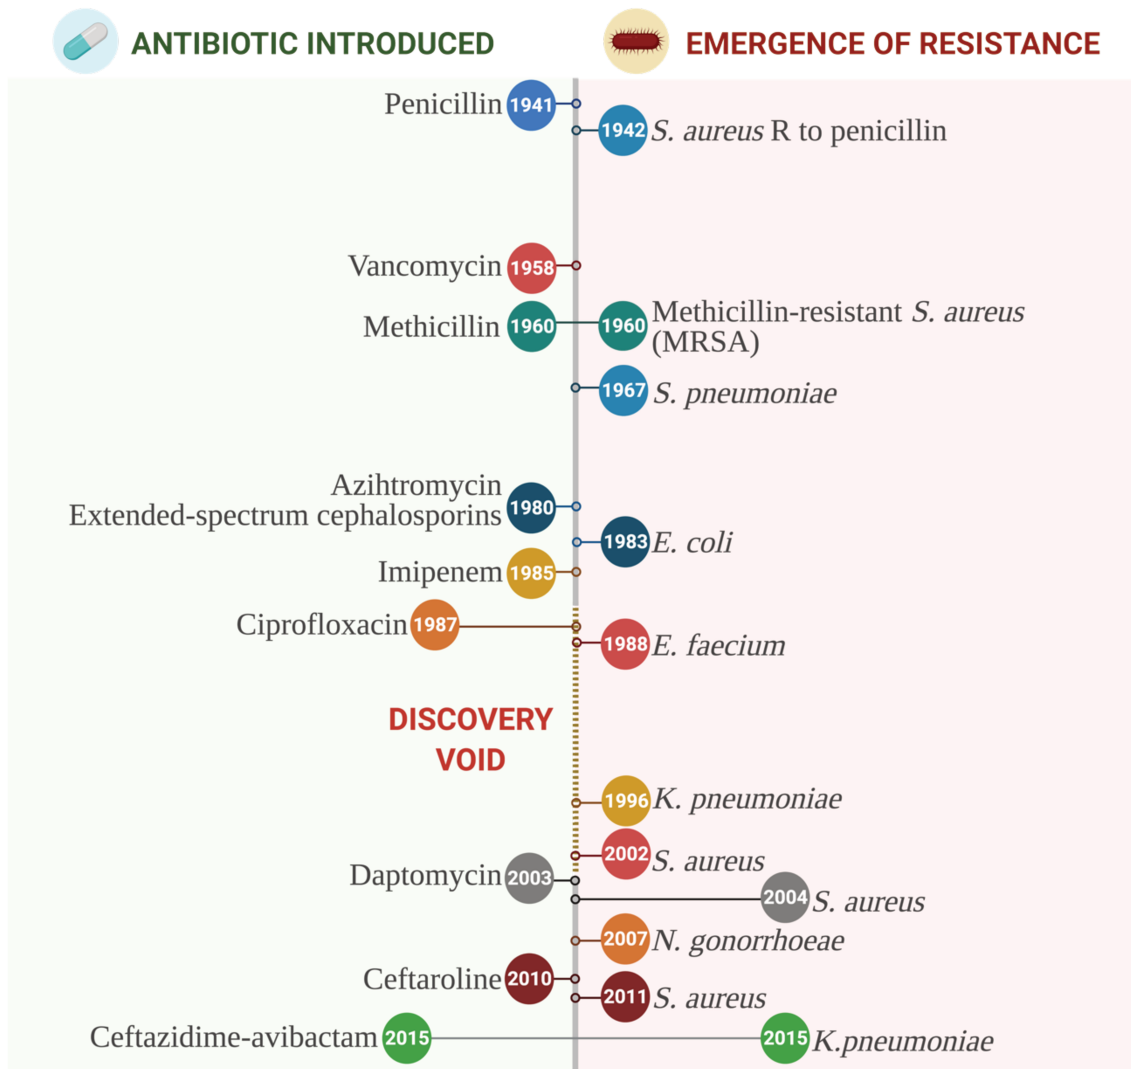 ANTIBIOTIC INTRODUCED
EMERGENCE OF RESISTANCE
Penicillin 1941
1942 S. aureus R to penicillin
Vancomycin 1958
Methicillin 1960
1960 Methicillin-resistant S. aureus
(MRSA)
1967 S. pneumoniae
Azihtromycin
Extended-spectrum cephalosporins 1980
1983 E. coli
Imipenem 1985
Ciprofloxacin 1987
1988 E. faecium
DISCOVERY
VOID
1996 K. pneumoniae
2002 S. aureus
Daptomycin 2003
2004 S. aureus
2007 N. gonorrhoeae
Ceftaroline 2010
2011 S. aureus
Ceftazidime-avibactam 2015
2015 K.pneumoniae